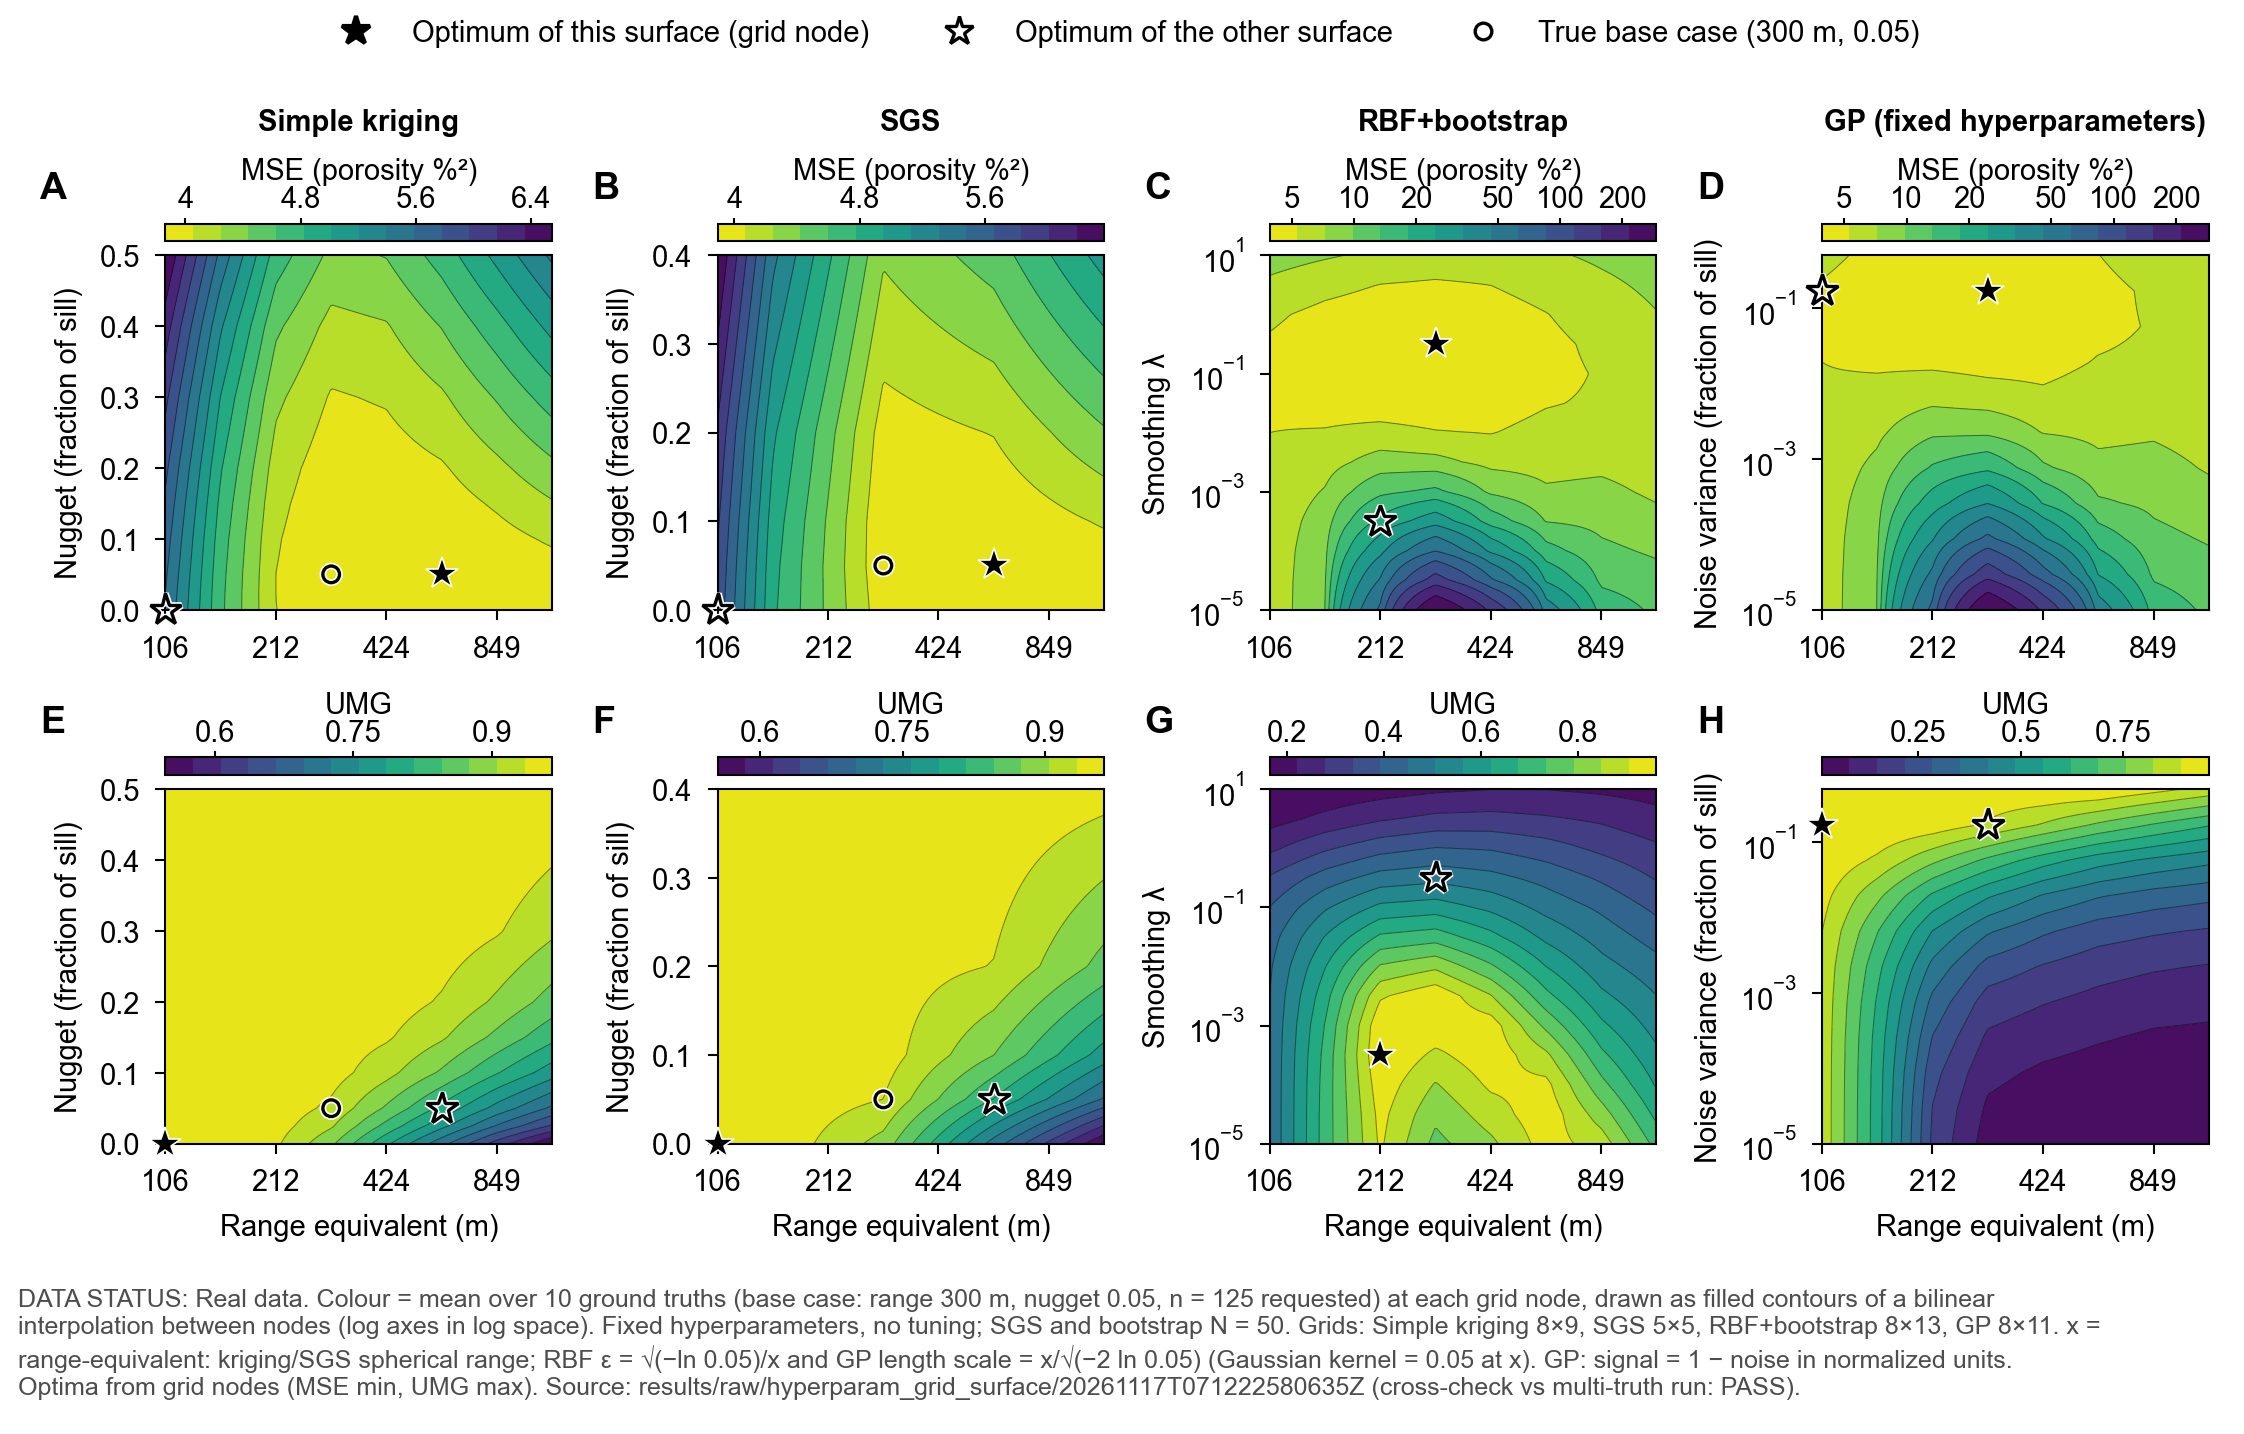 Optimum of this surface (grid node)
Optimum of the other surface
True base case (300 m, 0.05)
Simple kriging
SGS
RBF+bootstrap
GP (fixed hyperparameters)
A
MSE (porosity %²)
4 4.8 5.6 6.4
Nugget (fraction of sill)
0.5
0.4
0.3
0.2
0.1
0.0
106 212 424 849
B
MSE (porosity %²)
4 4.8 5.6
Nugget (fraction of sill)
0.4
0.3
0.2
0.1
0.0
106 212 424 849
C
MSE (porosity %²)
5 10 20 50 100 200
Smoothing λ
10¹
10⁻¹
10⁻³
10⁻⁵
106 212 424 849
D
MSE (porosity %²)
5 10 20 50 100 200
Noise variance (fraction of sill)
10⁻¹
10⁻³
10⁻⁵
106 212 424 849
E
UMG
0.6 0.75 0.9
Nugget (fraction of sill)
0.5
0.4
0.3
0.2
0.1
0.0
106 212 424 849
Range equivalent (m)
F
UMG
0.6 0.75 0.9
Nugget (fraction of sill)
0.4
0.3
0.2
0.1
0.0
106 212 424 849
Range equivalent (m)
G
UMG
0.2 0.4 0.6 0.8
Smoothing λ
10¹
10⁻¹
10⁻³
10⁻⁵
106 212 424 849
Range equivalent (m)
H
UMG
0.25 0.5 0.75
Noise variance (fraction of sill)
10⁻¹
10⁻³
10⁻⁵
106 212 424 849
Range equivalent (m)
DATA STATUS: Real data. Colour = mean over 10 ground truths (base case: range 300 m, nugget 0.05, n = 125 requested) at each grid node, drawn as filled contours of a bilinear
interpolation between nodes (log axes in log space). Fixed hyperparameters, no tuning; SGS and bootstrap N = 50. Grids: Simple kriging 8×9, SGS 5×5, RBF+bootstrap 8×13, GP 8×11. x =
range-equivalent: kriging/SGS spherical range; RBF ε = √(−ln 0.05)/x and GP length scale = x/√(−2 ln 0.05) (Gaussian kernel = 0.05 at x). GP: signal = 1 − noise in normalized units.
Optima from grid nodes (MSE min, UMG max). Source: results/raw/hyperparam_grid_surface/20261117T071222580635Z (cross-check vs multi-truth run: PASS).